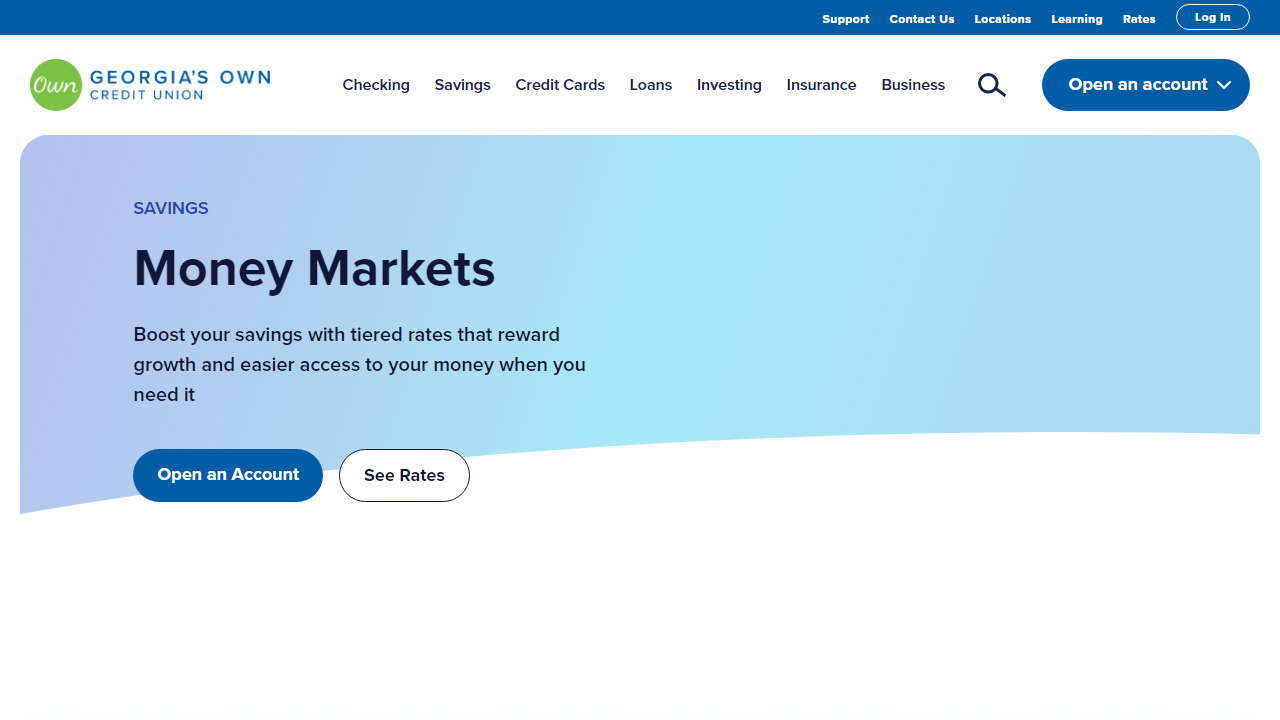 Support Contact Us Locations Learning Rates Log In
Own GEORGIA'S OWN
CREDIT UNION
Checking Savings Credit Cards Loans Investing Insurance Business Open an account
SAVINGS
Money Markets
Boost your savings with tiered rates that reward
growth and easier access to your money when you
need it
Open an Account See Rates